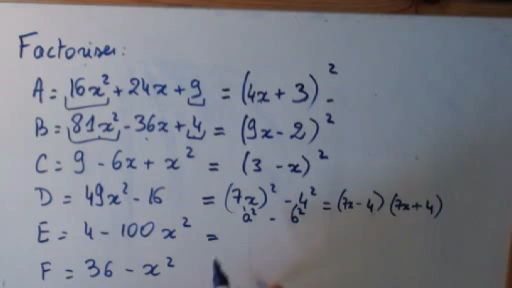 Factoriser:
A = 16x² + 24x + 9 = (4x + 3)²
B = 81x² - 36x + 4 = (9x - 2)²
C = 9 - 6x + x² = (3 - x)²
D = 49x² - 16 = (7x)² - 4² = (7x - 4)(7x + 4)
a² - b²
E = 4 - 100x² =
F = 36 - x²